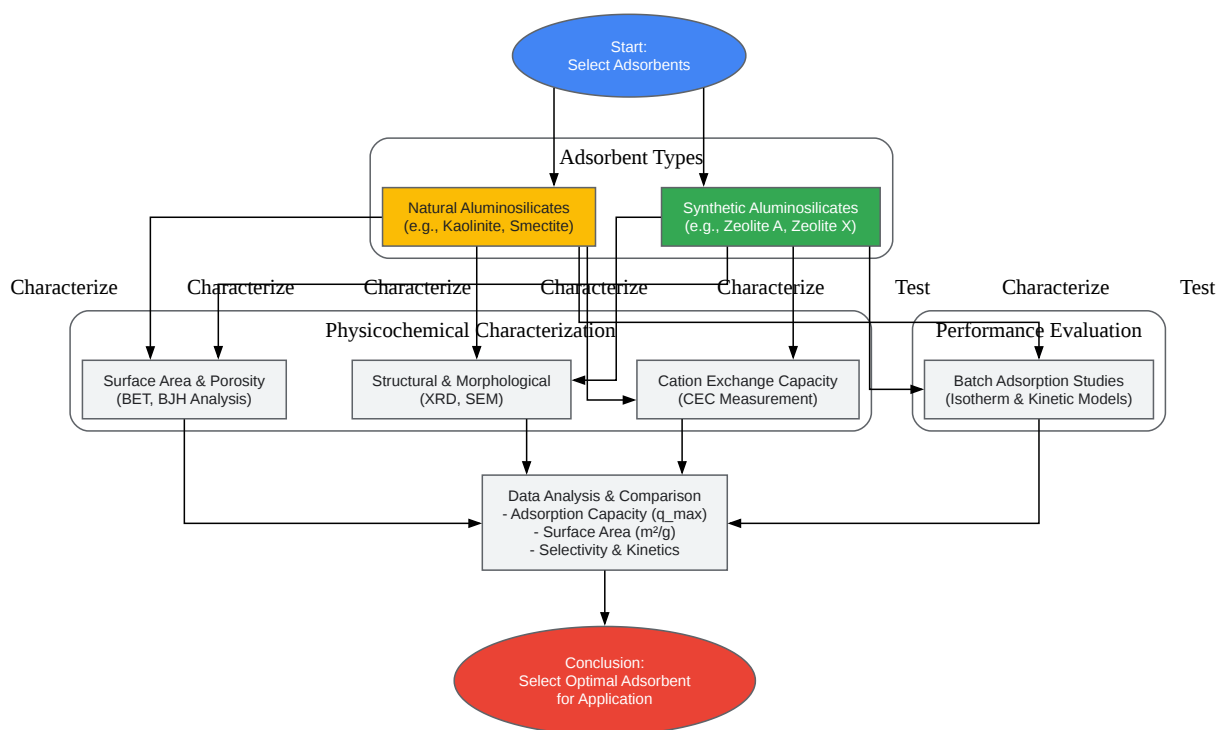 Start:
Select Adsorbents
Adsorbent Types
Natural Aluminosilicates
(e.g., Kaolinite, Smectite)
Synthetic Aluminosilicates
(e.g., Zeolite A, Zeolite X)
Characterize
Characterize
Characterize
Characterize
Characterize
Test
Characterize
Test
Physicochemical Characterization
Performance Evaluation
Surface Area & Porosity
(BET, BJH Analysis)
Structural & Morphological
(XRD, SEM)
Cation Exchange Capacity
(CEC Measurement)
Batch Adsorption Studies
(Isotherm & Kinetic Models)
Data Analysis & Comparison
- Adsorption Capacity (q_max)
- Surface Area (m²/g)
- Selectivity & Kinetics
Conclusion:
Select Optimal Adsorbent
for Application